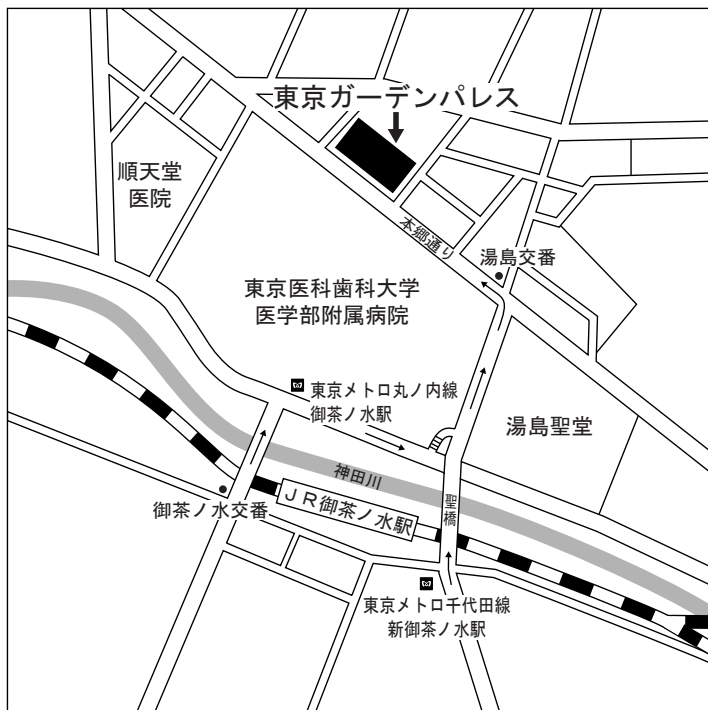 東京ガーデンパレス
順天堂
医院
本郷通り
湯島交番
東京医科歯科大学
医学部附属病院
東京メトロ丸ノ内線
御茶ノ水駅
湯島聖堂
神田川
御茶ノ水交番
JR御茶ノ水駅
聖橋
東京メトロ千代田線
新御茶ノ水駅